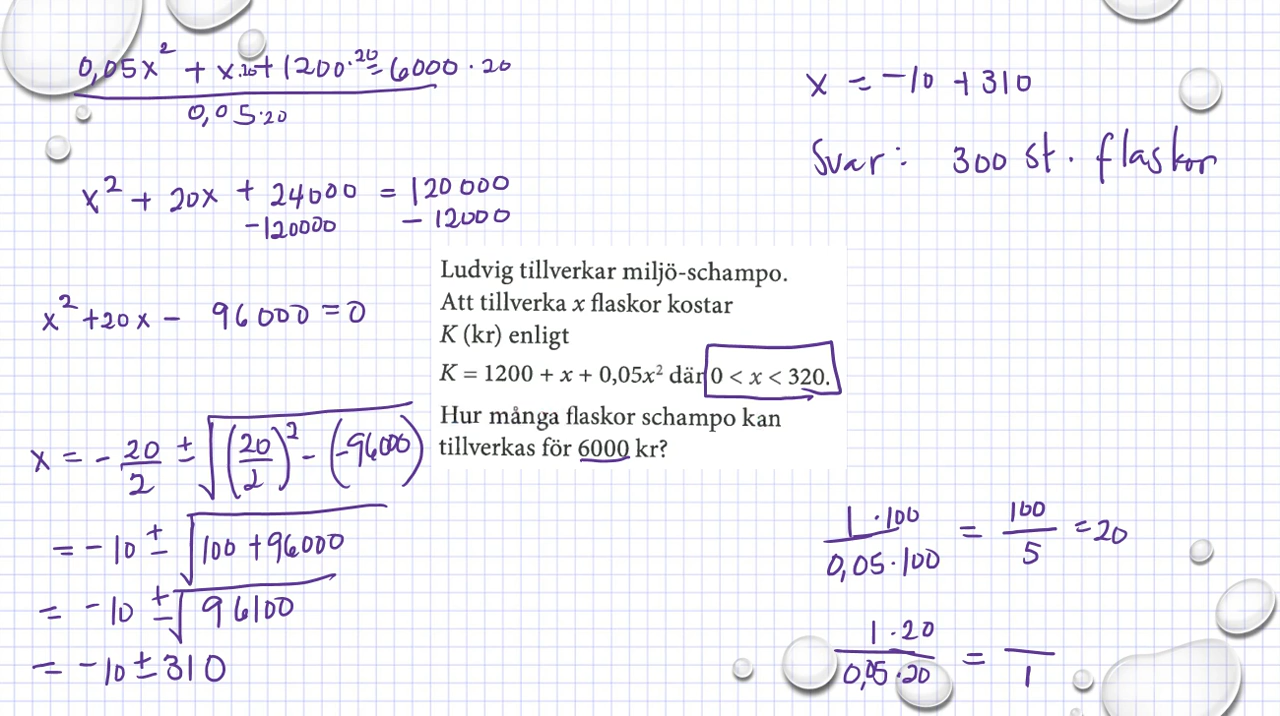 0,05x² + x·20 + 1200·20 = 6000·20
0,05·20
x² + 20x + 24000 = 120 000
-120000 - 12000
x² +20x - 96 000 = 0
x = - 20/2 ± √((20/2)² - (-96000))
= -10 ± √(100 + 96000)
= -10 ± √96100
= -10 ± 310
x = -10 + 310
Svar: 300 st. flaskor
Ludvig tillverkar miljö-schampo.
Att tillverka x flaskor kostar
K (kr) enligt
K = 1200 + x + 0,05x² där 0 < x < 320.
Hur många flaskor schampo kan
tillverkas för 6000 kr?
1·100/0,05·100 = 100/5 = 20
1·20/0,05·20 = /1